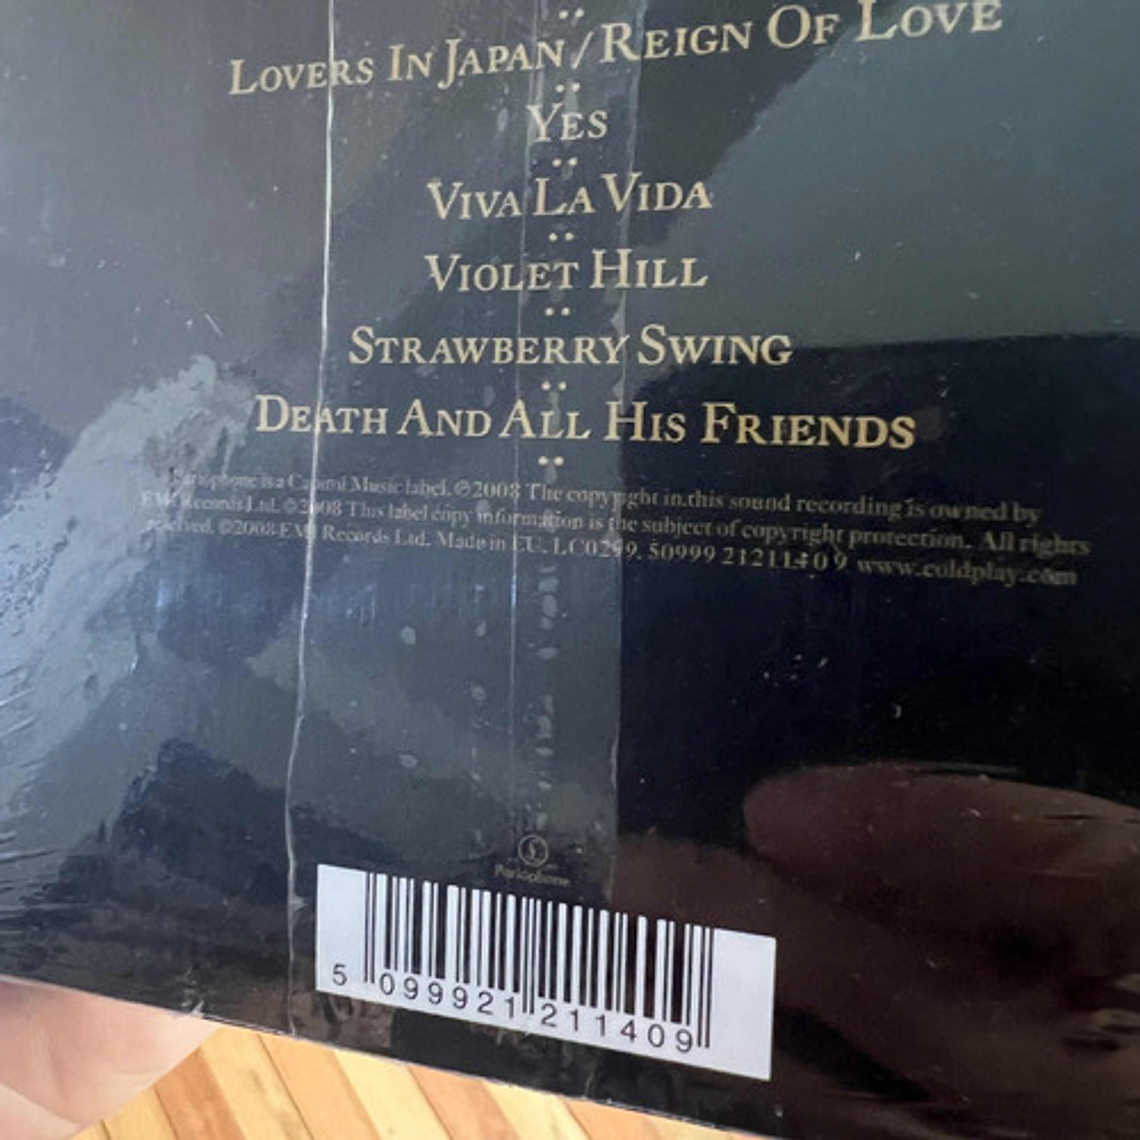 Lovers In Japan/Reign Of Love
Yes
Viva La Vida
Violet Hill
Strawberry Swing
Death And All His Friends
Parlophone is a Capitol Music label. ℗2008 The copyright in this sound recording is owned by
EMI Records Ltd. ©2008 This label copy information is the subject of copyright protection. All rights
reserved. ©2008 EMI Records Ltd. Made in EU. LC0299. 50999 212114 0 9 www.coldplay.com
Parlophone
5 099921 211409